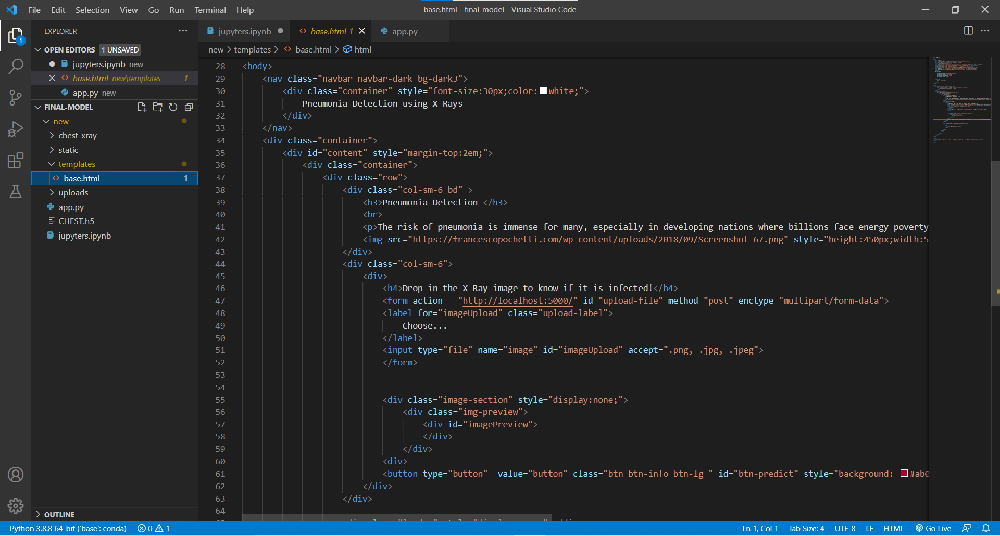 File Edit Selection View Go Run Terminal Help
base.html - final-model - Visual Studio Code
EXPLORER
1
OPEN EDITORS 1 UNSAVED
jupyters.ipynb new
base.html new\templates 1
app.py new
FINAL-MODEL
new
chest-xray
static
templates
base.html 1
uploads
app.py
CHEST.h5
jupyters.ipynb
OUTLINE
jupyters.ipynb
base.html 1
app.py
new > templates > base.html > html
28 <body>
29 <nav class="navbar navbar-dark bg-dark3">
30 <div class="container" style="font-size:30px;color:white;">
31 Pneumonia Detection using X-Rays
32 </div>
33 </nav>
34 <div class="container">
35 <div id="content" style="margin-top:2em;">
36 <div class="container">
37 <div class="row">
38 <div class="col-sm-6 bd" >
39 <h3>Pneumonia Detection </h3>
40 <br>
41 <p>The risk of pneumonia is immense for many, especially in developing nations where billions face energy poverty
42 <img src="https://francescopochetti.com/wp-content/uploads/2018/09/Screenshot_67.png" style="height:450px;width:5
43 </div>
44 <div class="col-sm-6">
45 <div>
46 <h4>Drop in the X-Ray image to know if it is infected!</h4>
47 <form action = "http://localhost:5000/" id="upload-file" method="post" enctype="multipart/form-data">
48 <label for="imageUpload" class="upload-label">
49 Choose...
50 </label>
51 <input type="file" name="image" id="imageUpload" accept=".png, .jpg, .jpeg">
52 </form>
53
54
55 <div class="image-section" style="display:none;">
56 <div class="img-preview">
57 <div id="imagePreview">
58 </div>
59 </div>
60 <div>
61 <button type="button"  value="button" class="btn btn-info btn-lg " id="btn-predict" style="background: #ab0
62 </div>
63 </div>
64
Python 3.8.8 64-bit ('base': conda) 0 1
Ln 1, Col 1 Tab Size: 4 UTF-8 LF HTML Go Live